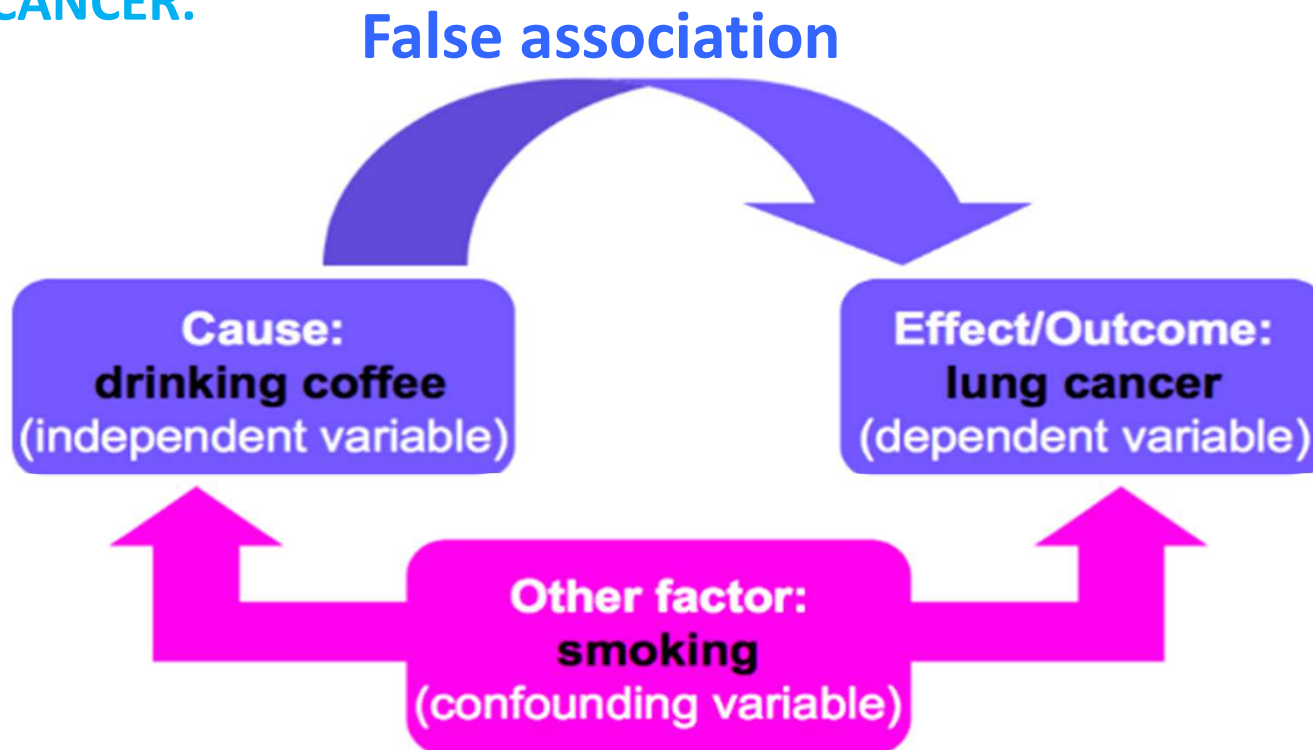 CANCER.
False association
Cause:
drinking coffee
(independent variable)
Effect/Outcome:
lung cancer
(dependent variable)
Other factor:
smoking
(confounding variable)